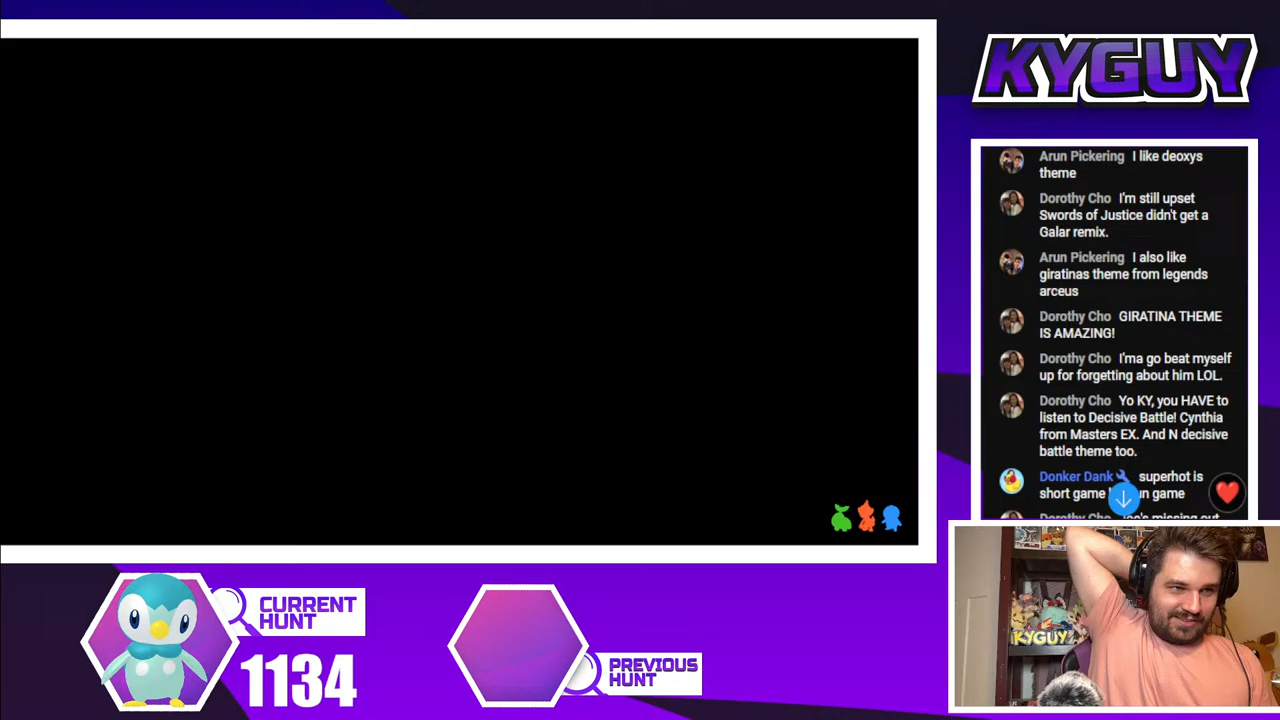 KYGUY
Arun Pickering I like deoxys
theme
Dorothy Cho I'm still upset
Swords of Justice didn't get a
Galar remix.
Arun Pickering I also like
giratinas theme from legends
arceus
Dorothy Cho GIRATINA THEME
IS AMAZING!
Dorothy Cho I'ma go beat myself
up for forgetting about him LOL.
Dorothy Cho Yo KY, you HAVE to
listen to Decisive Battle! Cynthia
from Masters EX. And N decisive
battle theme too.
Donker Dank superhot is
short game game
Dorothy Cho missing out
CURRENT
HUNT
1134
PREVIOUS
HUNT
KYGUY